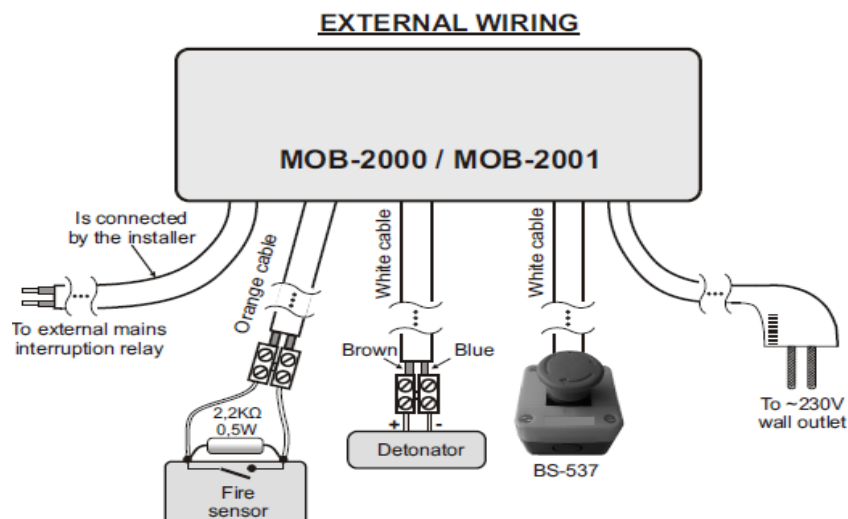 EXTERNAL WIRING
MOB-2000 / MOB-2001
Is connected
by the installer
Orange cable
White cable
White cable
To external mains
interruption relay
Brown
Blue
2,2KΩ
0,5W
+ -
Detonator
BS-537
To ~230V
wall outlet
Fire
sensor